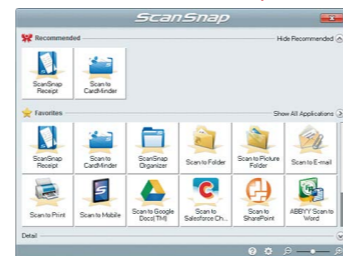 ScanSnap
Recommended
Hide Recommended
ScanSnap Receipt
Scan to CardMinder
Favorites
Show All Applications
ScanSnap Receipt
Scan to CardMinder
ScanSnap Organizer
Scan to Folder
Scan to Picture Folder
Scan to E-mail
Scan to Print
Scan to Mobile
Scan to Google Docs(TM)
Scan to Salesforce Ch...
Scan to SharePoint
ABBYY Scan to Word
Detail